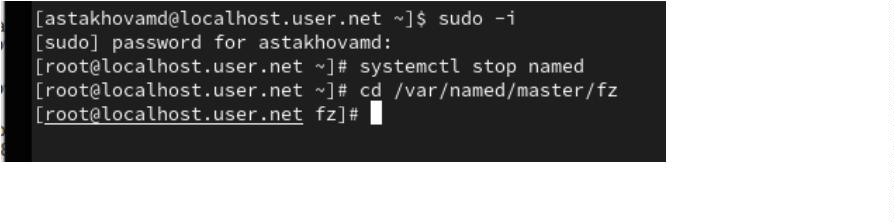 [astakhovamd@localhost.user.net ~]$ sudo -i
[sudo] password for astakhovamd:
[root@localhost.user.net ~]# systemctl stop named
[root@localhost.user.net ~]# cd /var/named/master/fz
[root@localhost.user.net fz]#